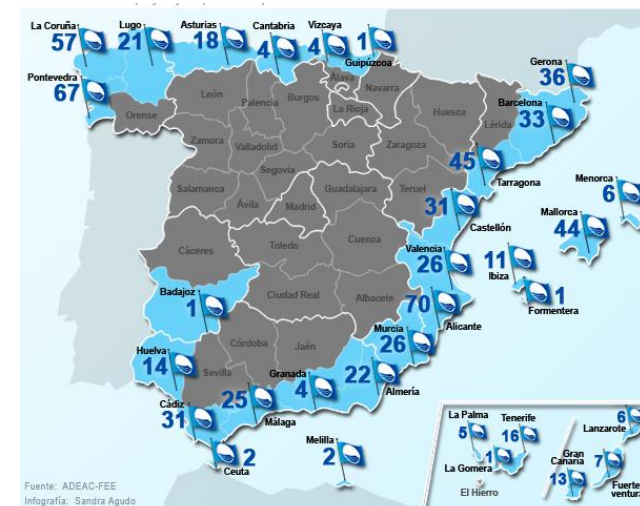 La Coruña
57
Lugo
21
Asturias
18
Cantabria
4
Vizcaya
4
1
Guipúzcoa
Pontevedra
67
Orense
León
Palencia
Burgos
Álava
Navarra
La Rioja
Huesca
Lérida
Gerona
36
Barcelona
33
Zamora
Valladolid
Soria
Zaragoza
Segovia
45
Tarragona
Salamanca
Ávila
Madrid
Guadalajara
Teruel
31
Castellón
Menorca
6
Mallorca
44
Cáceres
Toledo
Cuenca
Valencia
26
11
Ibiza
1
Formentera
Badajoz
1
Ciudad Real
Albacete
70
Alicante
Murcia
26
Huelva
14
Córdoba
Jaén
Sevilla
Granada
4
22
Almería
Cádiz
31
25
Málaga
2
Ceuta
Melilla
2
La Palma
5
Tenerife
16
La Gomera
1
El Hierro
Gran
Canaria
13
6
Lanzarote
7
Fuerte
ventura
Fuente: ADEAC-FEE
Infografía: Sandra Agudo